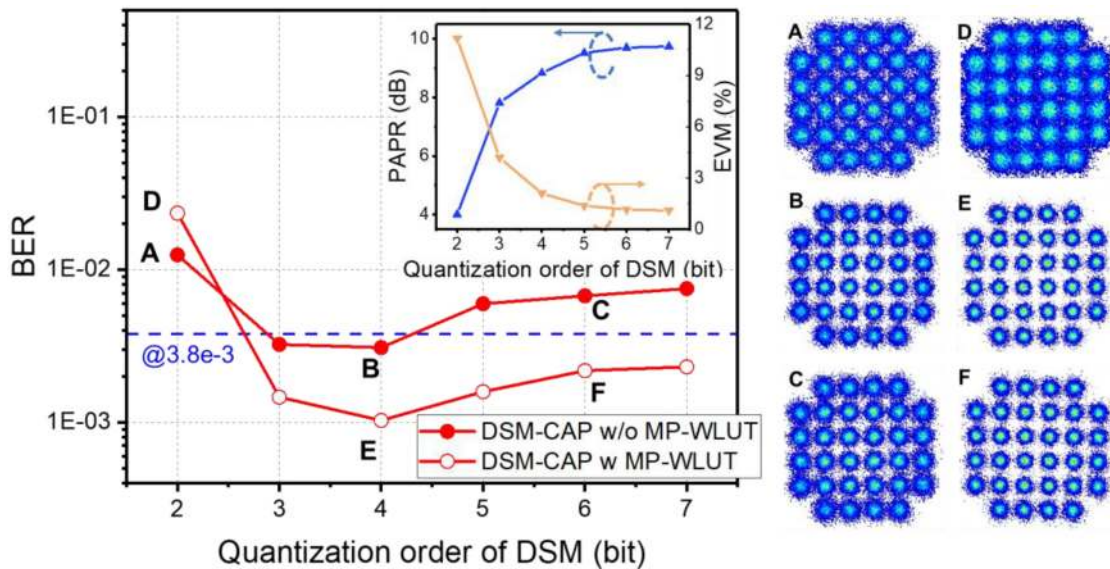 BER
1E-01
1E-02
1E-03
D
A
B
C
E
F
@3.8e-3
DSM-CAP w/o MP-WLUT
DSM-CAP w MP-WLUT
2 3 4 5 6 7
Quantization order of DSM (bit)
PAPR (dB)
10
8
6
4
EVM (%)
12
9
6
3
0
2 3 4 5 6 7
Quantization order of DSM (bit)
A
D
B
E
C
F